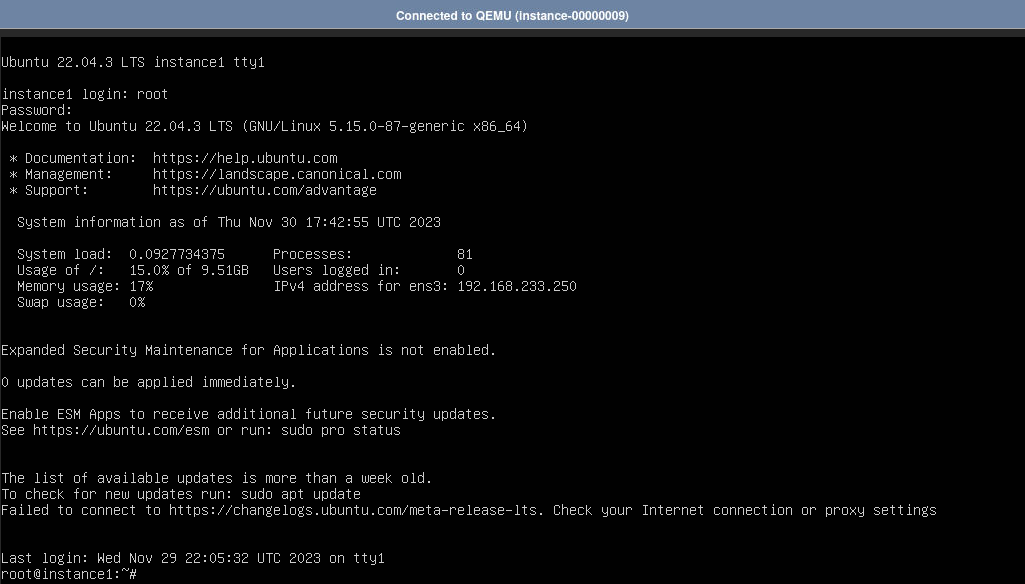 Connected to QEMU (instance-00000009)
Ubuntu 22.04.3 LTS instance1 tty1
instance1 login: root
Password:
Welcome to Ubuntu 22.04.3 LTS (GNU/Linux 5.15.0-87-generic x86_64)
* Documentation:  https://help.ubuntu.com
* Management:     https://landscape.canonical.com
* Support:        https://ubuntu.com/advantage
System information as of Thu Nov 30 17:42:55 UTC 2023
System load:  0.0927734375      Processes:             81
Usage of /:   15.0% of 9.51GB   Users logged in:       0
Memory usage: 17%               IPv4 address for ens3: 192.168.233.250
Swap usage:   0%
Expanded Security Maintenance for Applications is not enabled.
0 updates can be applied immediately.
Enable ESM Apps to receive additional future security updates.
See https://ubuntu.com/esm or run: sudo pro status
The list of available updates is more than a week old.
To check for new updates run: sudo apt update
Failed to connect to https://changelogs.ubuntu.com/meta-release-lts. Check your Internet connection or proxy settings
Last login: Wed Nov 29 22:05:32 UTC 2023 on tty1
root@instance1:~#